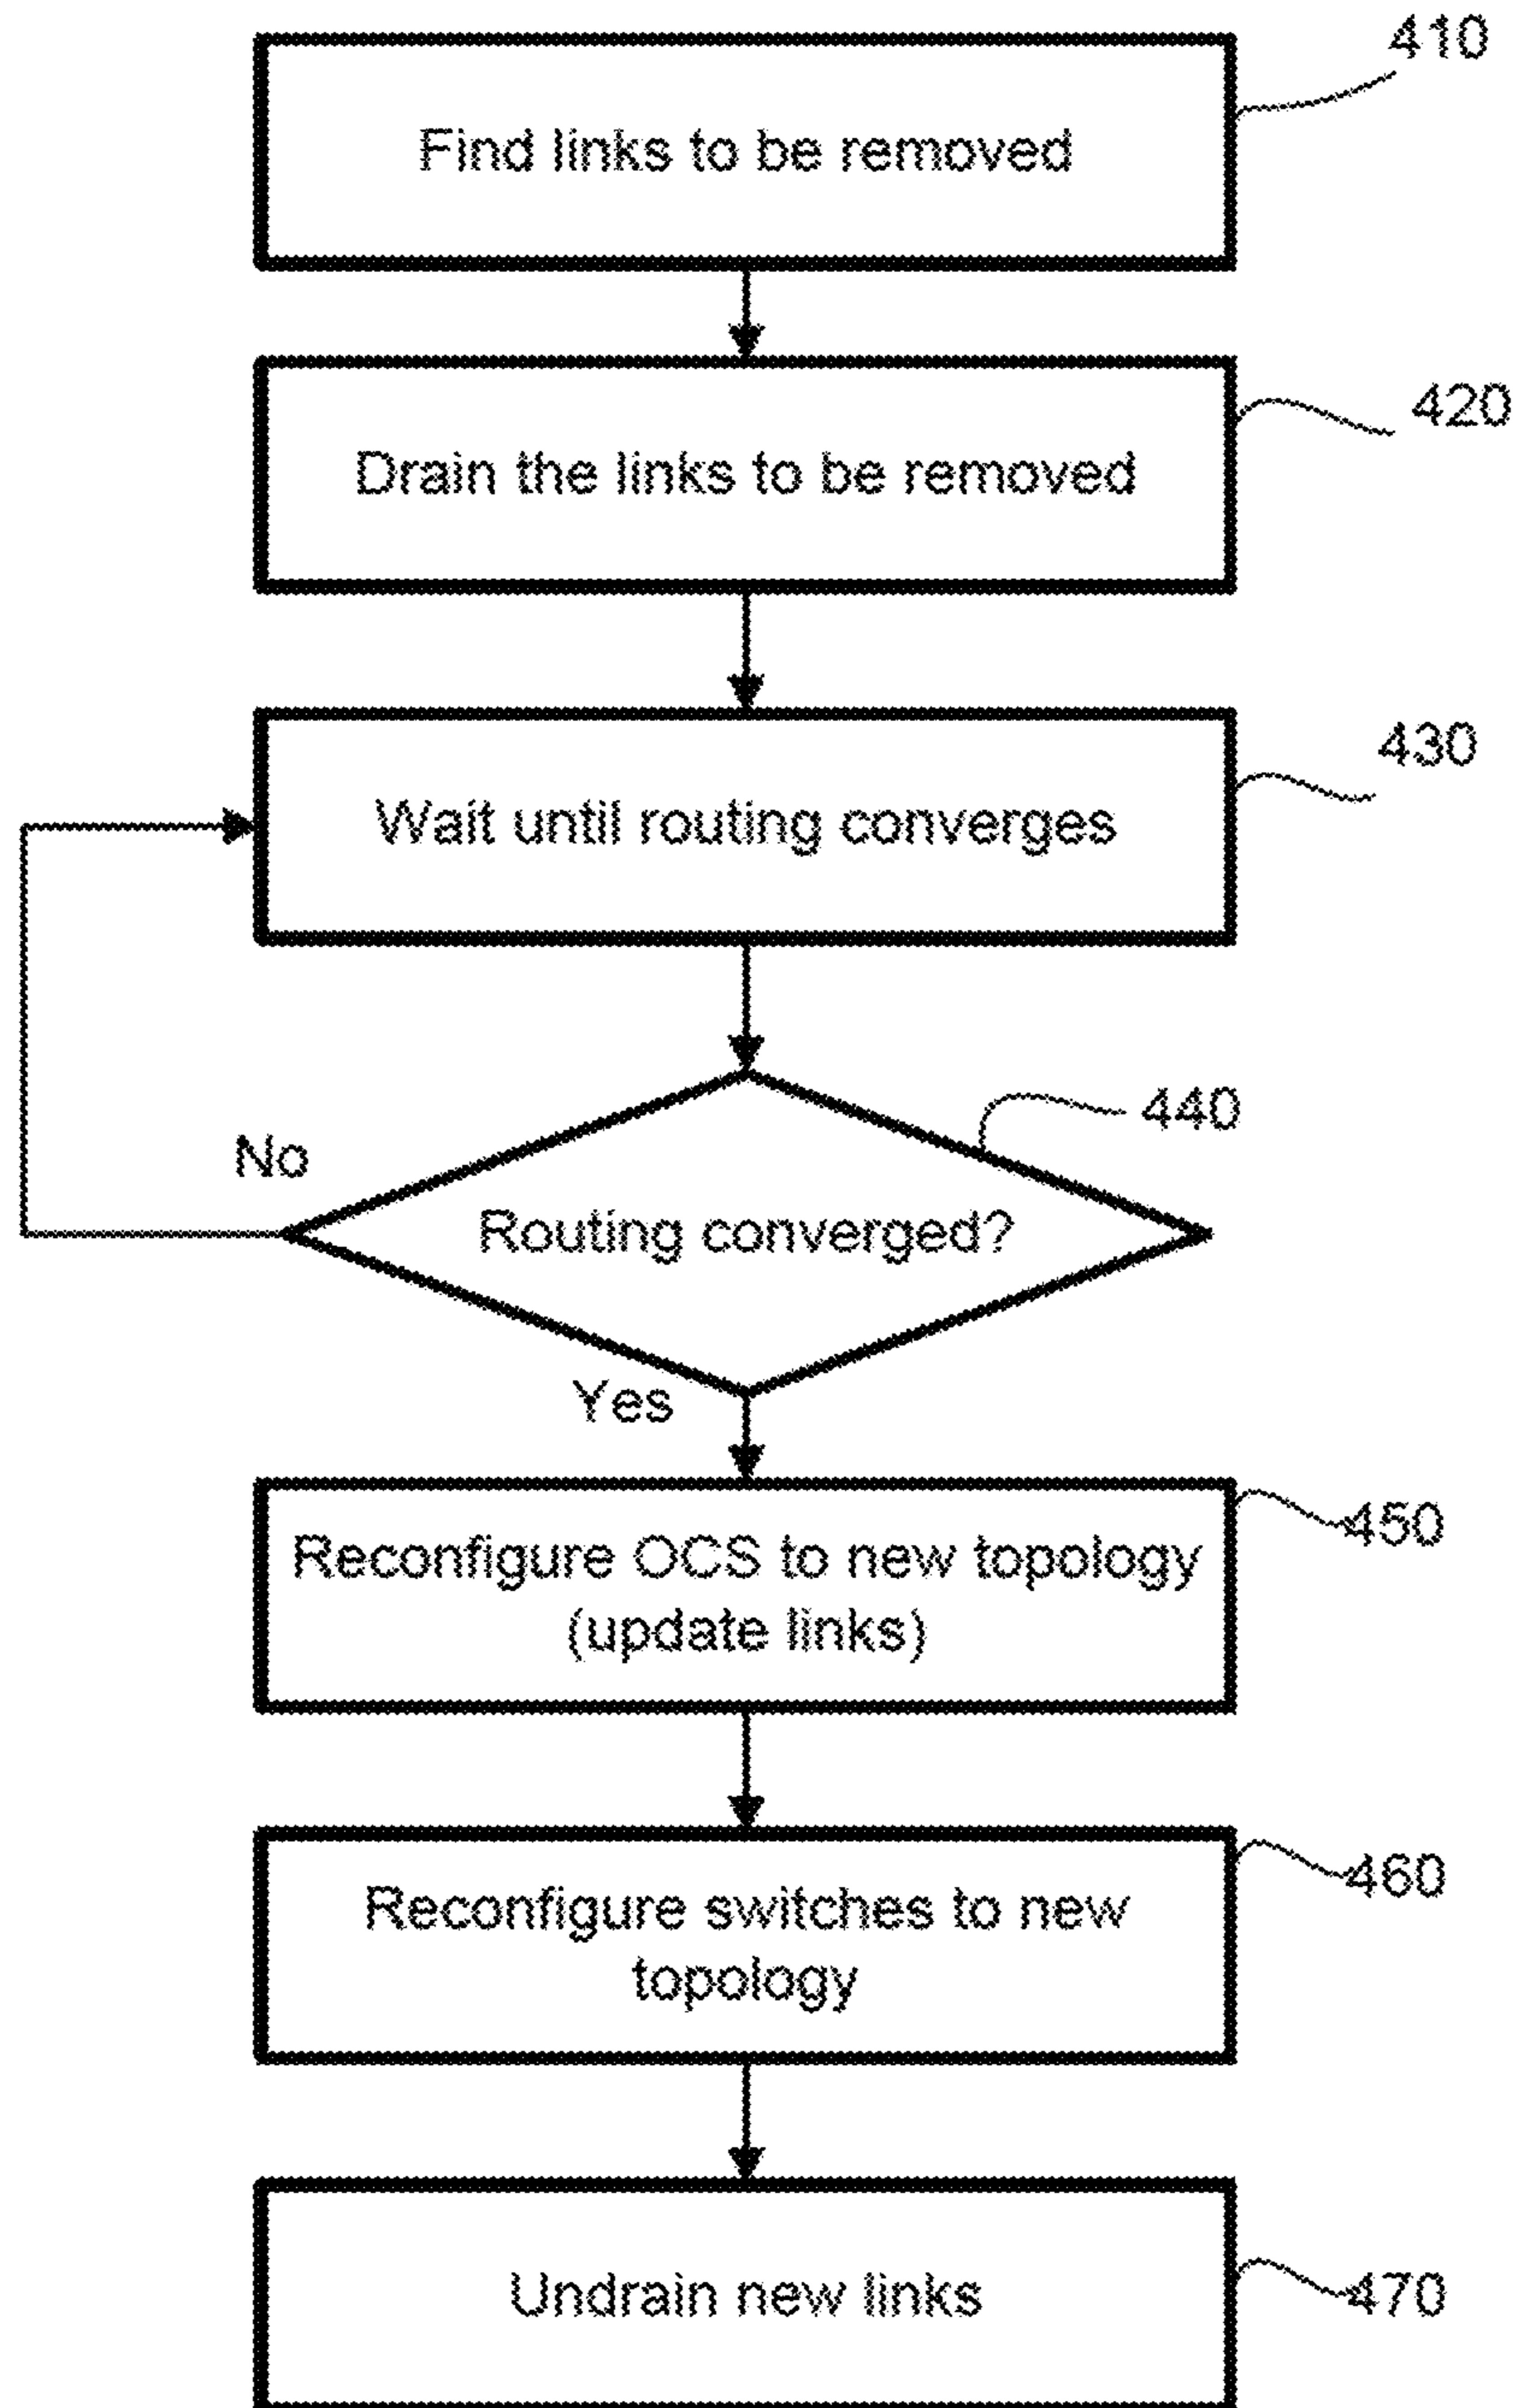 410
Find links to be removed
420
Drain the links to be removed
430
Wait until routing converges
440
No
Routing converged?
Yes
450
Reconfigure OCS to new topology
(update links)
460
Reconfigure switches to new
topology
470
Undrain new links